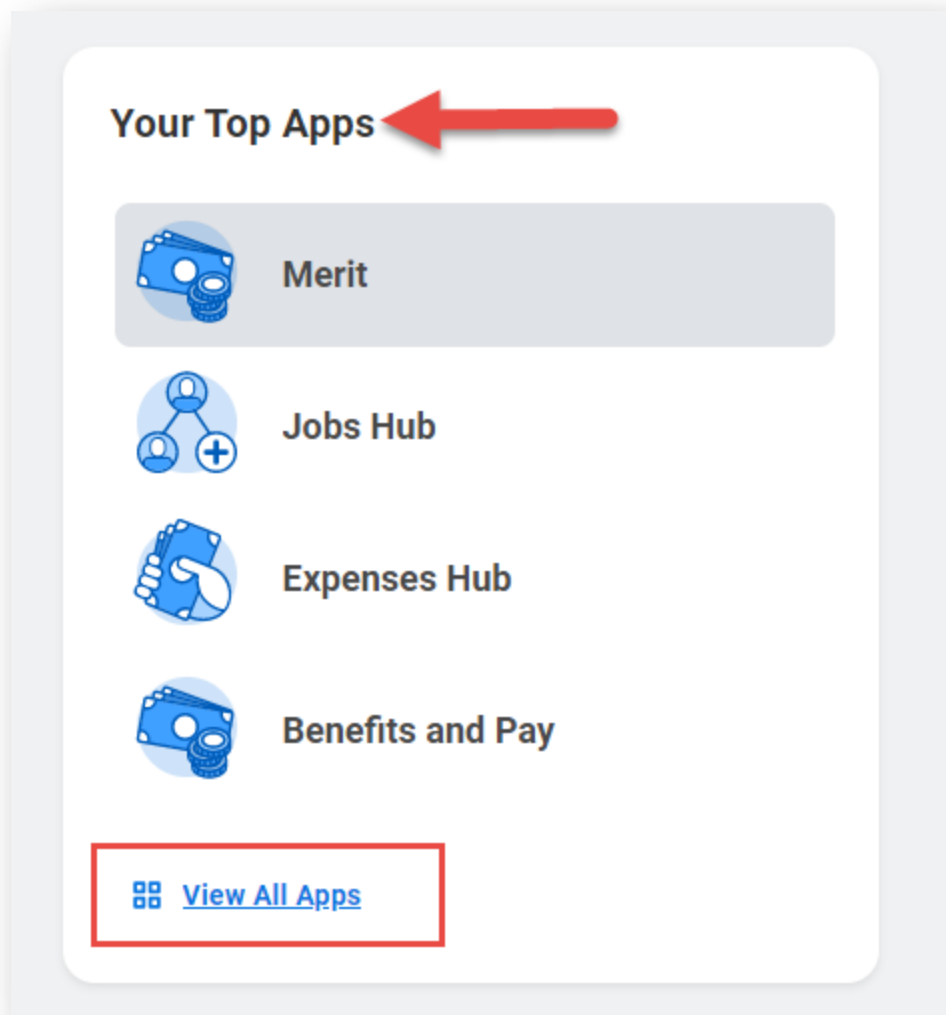 Your Top Apps
Merit
Jobs Hub
Expenses Hub
Benefits and Pay
View All Apps